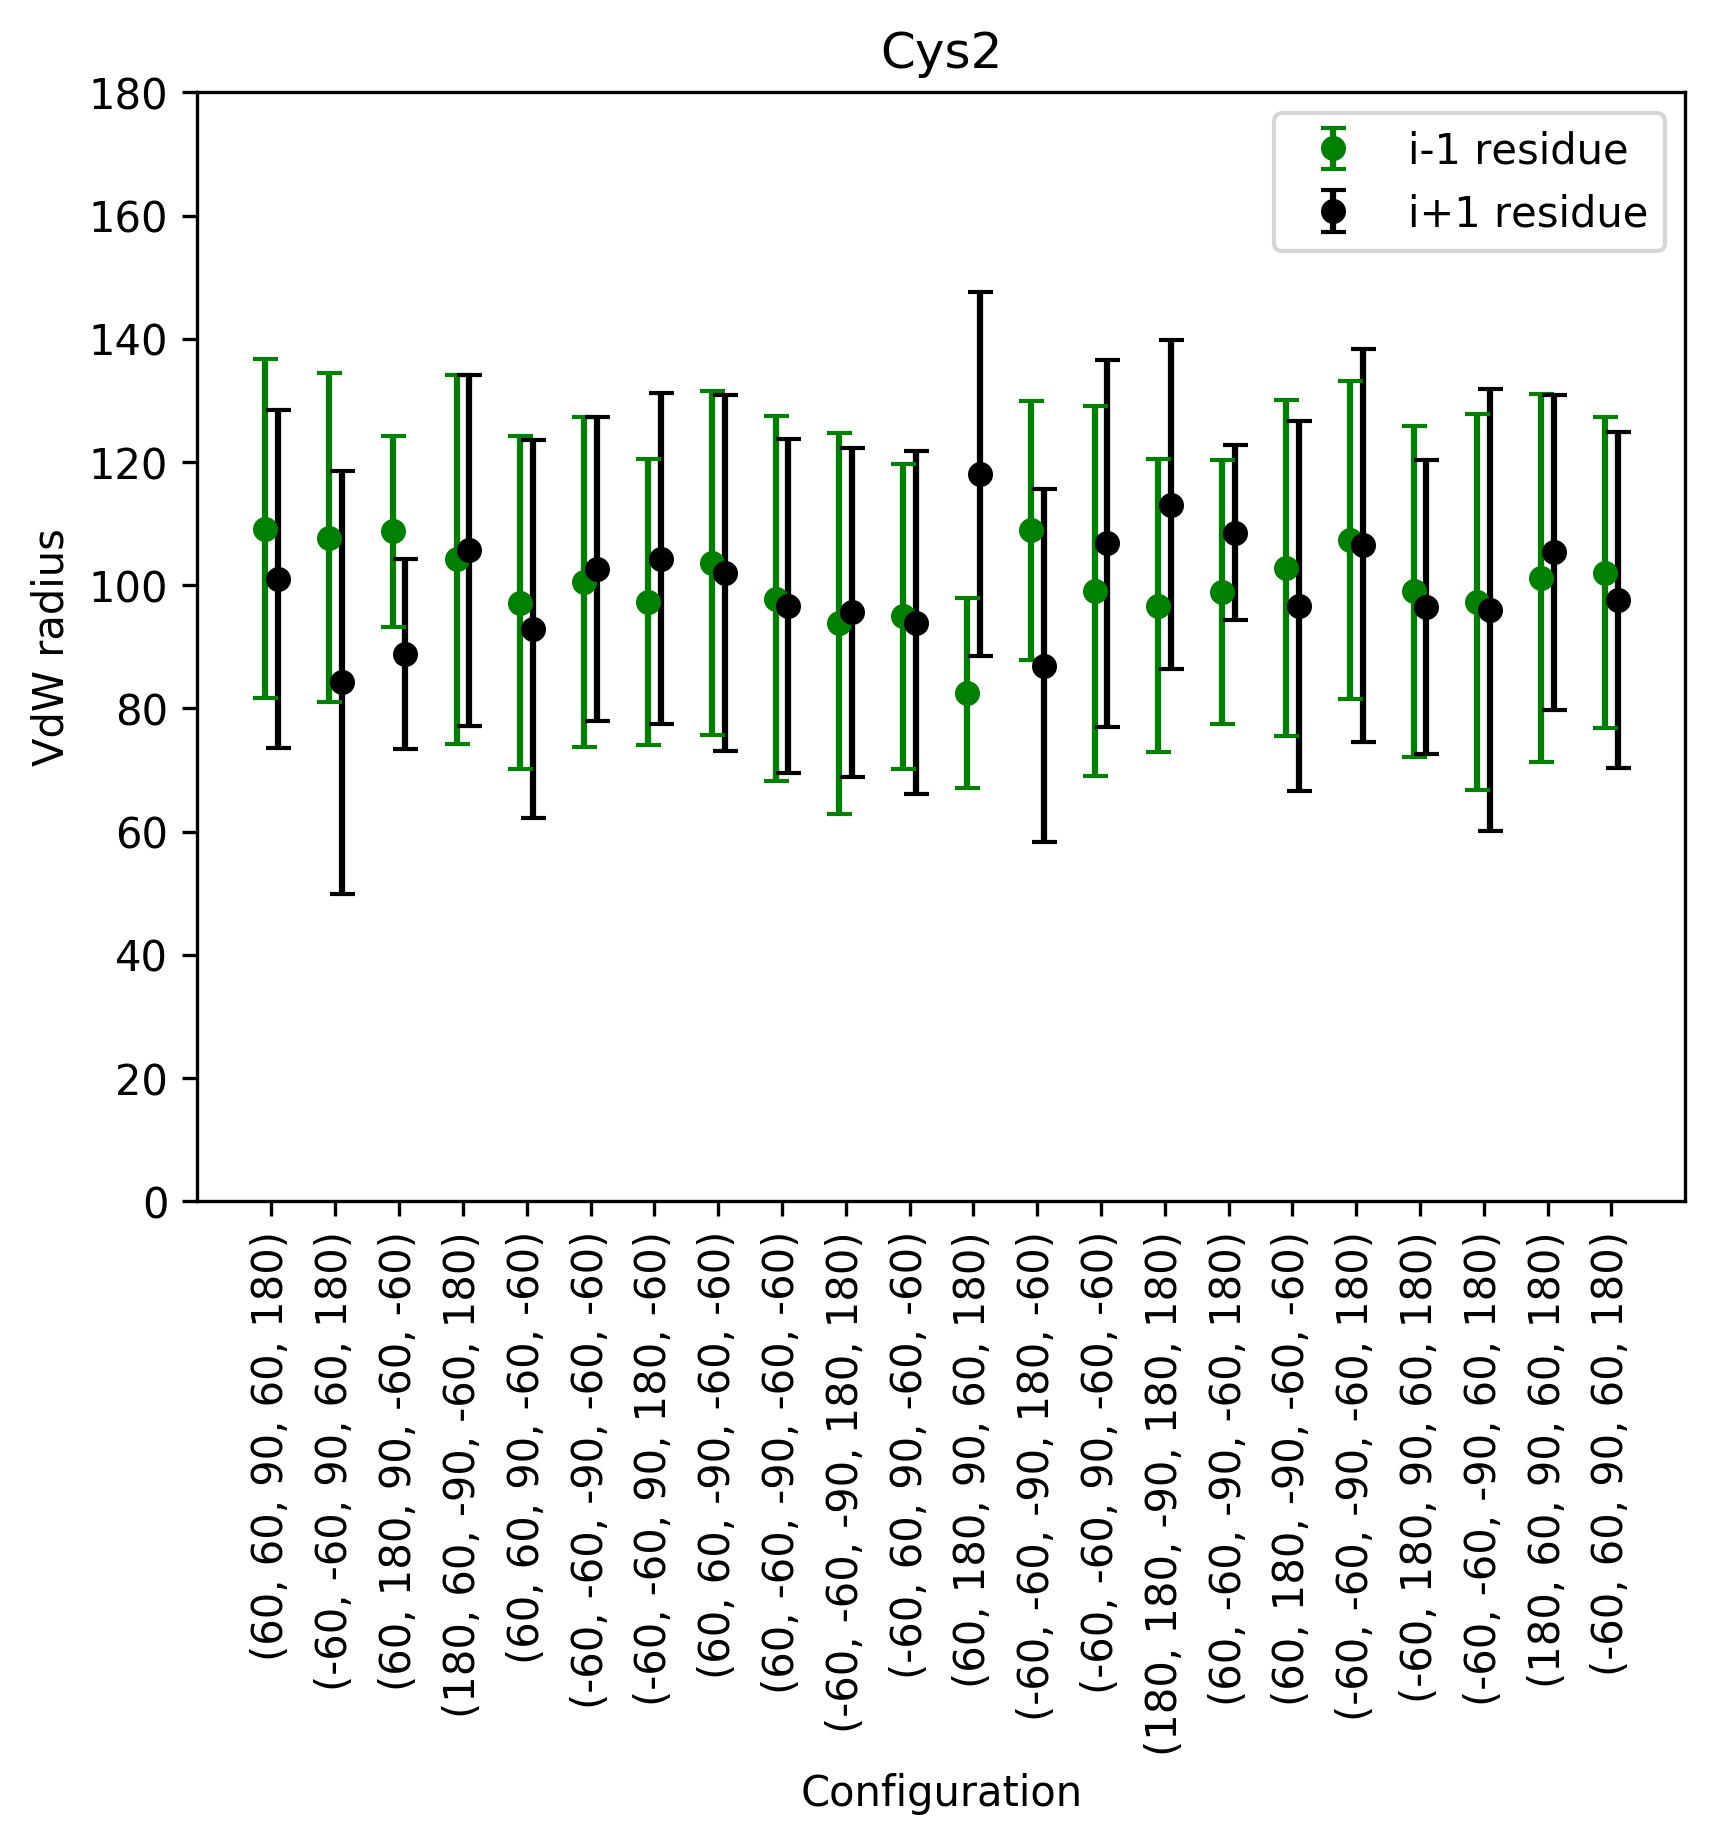 Cys2
180
160
140
120
100
80
60
40
20
0
VdW radius
i-1 residue
i+1 residue
(60, 60, 90, 60, 180)
(-60, -60, 90, 60, 180)
(60, 180, 90, -60, -60)
(180, 60, -90, -60, 180)
(60, 60, 90, -60, -60)
(-60, -60, -90, -60, -60)
(-60, -60, 90, 180, -60)
(60, 60, -90, -60, -60)
(60, -60, -90, -60, -60)
(-60, -60, -90, 180, 180)
(-60, 60, 90, -60, -60)
(60, 180, 90, 60, 180)
(-60, -60, -90, 180, -60)
(-60, -60, 90, -60, -60)
(180, 180, -90, 180, 180)
(60, -60, -90, -60, 180)
(60, 180, -90, -60, -60)
(-60, -60, -90, -60, 180)
(-60, 180, 90, 60, 180)
(-60, -60, -90, 60, 180)
(180, 60, 90, 60, 180)
(-60, 60, 90, 60, 180)
Configuration